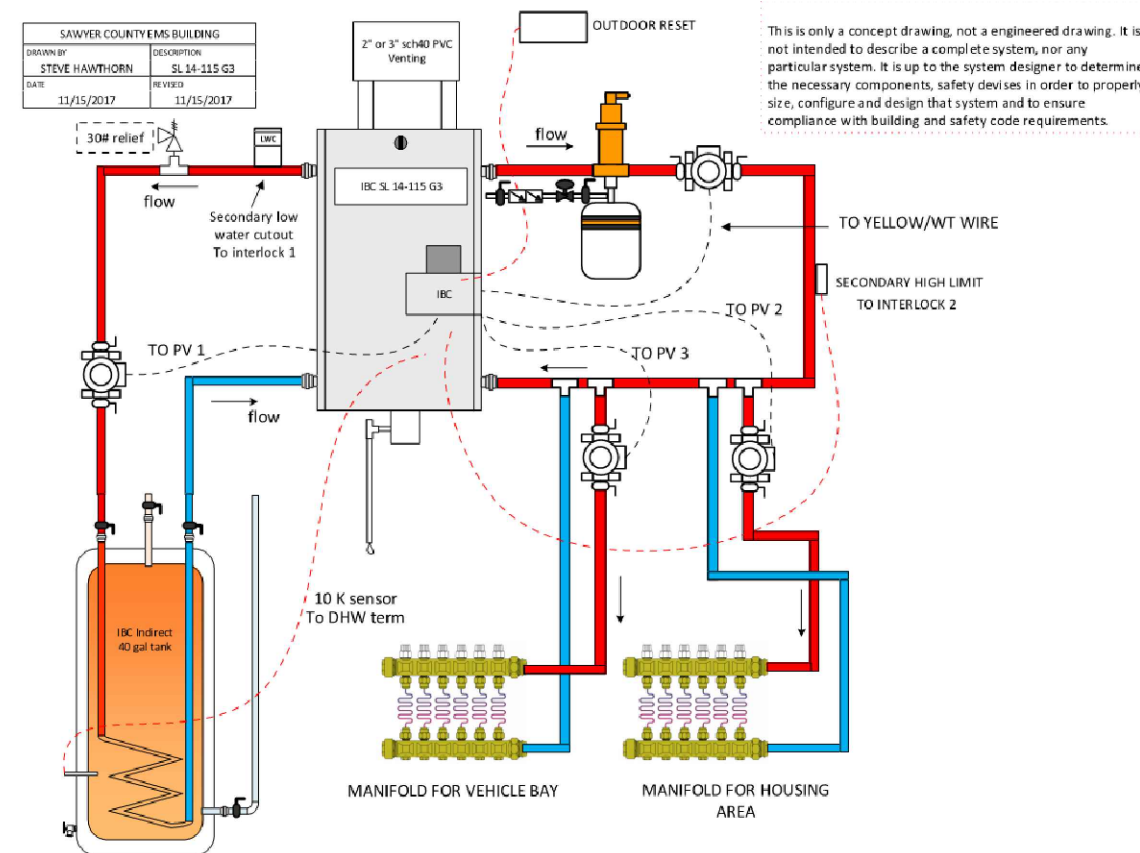 SAWYER COUNTY EMS BUILDING
DRAWN BY
DESCRIPTION
STEVE HAWTHORN
SL 14-115 G3
DATE
REVISED
11/15/2017
11/15/2017
2" or 3" sch40 PVC
Venting
OUTDOOR RESET
This is only a concept drawing, not a engineered drawing. It is
not intended to describe a complete system, nor any
particular system. It is up to the system designer to determine
the necessary components, safety devises in order to properly
size, configure and design that system and to ensure
compliance with building and safety code requirements.
30# relief
LWC
flow
flow
IBC SL 14-115 G3
Secondary low
water cutout
To interlock 1
TO YELLOW/WT WIRE
SECONDARY HIGH LIMIT
TO INTERLOCK 2
IBC
TO PV 1
TO PV 2
TO PV 3
flow
flow
10 K sensor
To DHW term
IBC Indirect
40 gal tank
MANIFOLD FOR VEHICLE BAY
MANIFOLD FOR HOUSING
AREA